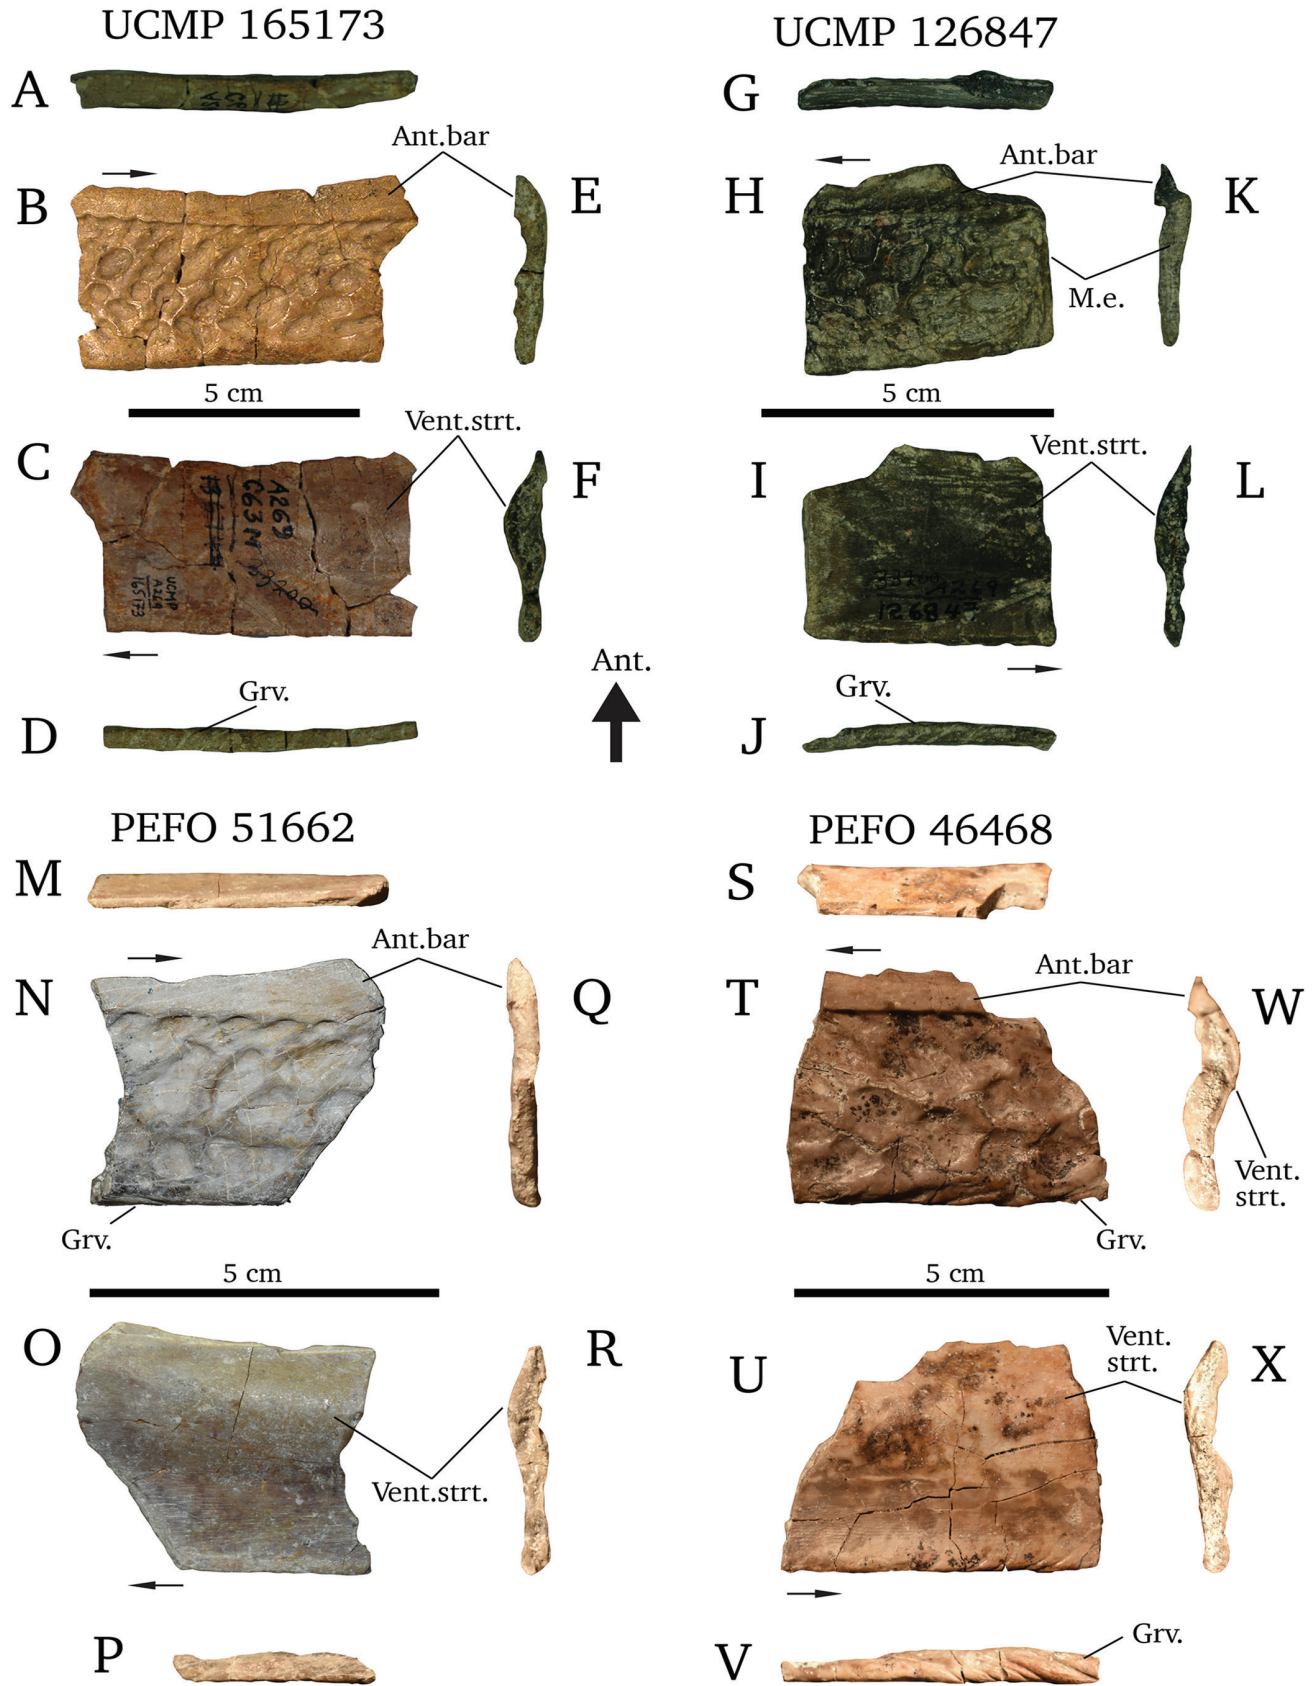 UCMP 165173
UCMP 126847
A
G
Ant.bar
Ant.bar
B
E
H
K
M.e.
5 cm
5 cm
Vent.strt.
Vent.strt.
C
F
I
L
A269
C63N
UCMP
A269
165173
A269
126847
Ant.
Grv.
Grv.
D
J
PEFO 51662
PEFO 46468
M
S
Ant.bar
Ant.bar
N
Q
T
W
Vent.
strt.
Grv.
Grv.
5 cm
5 cm
O
R
U
X
Vent.
strt.
Vent.strt.
P
V
Grv.